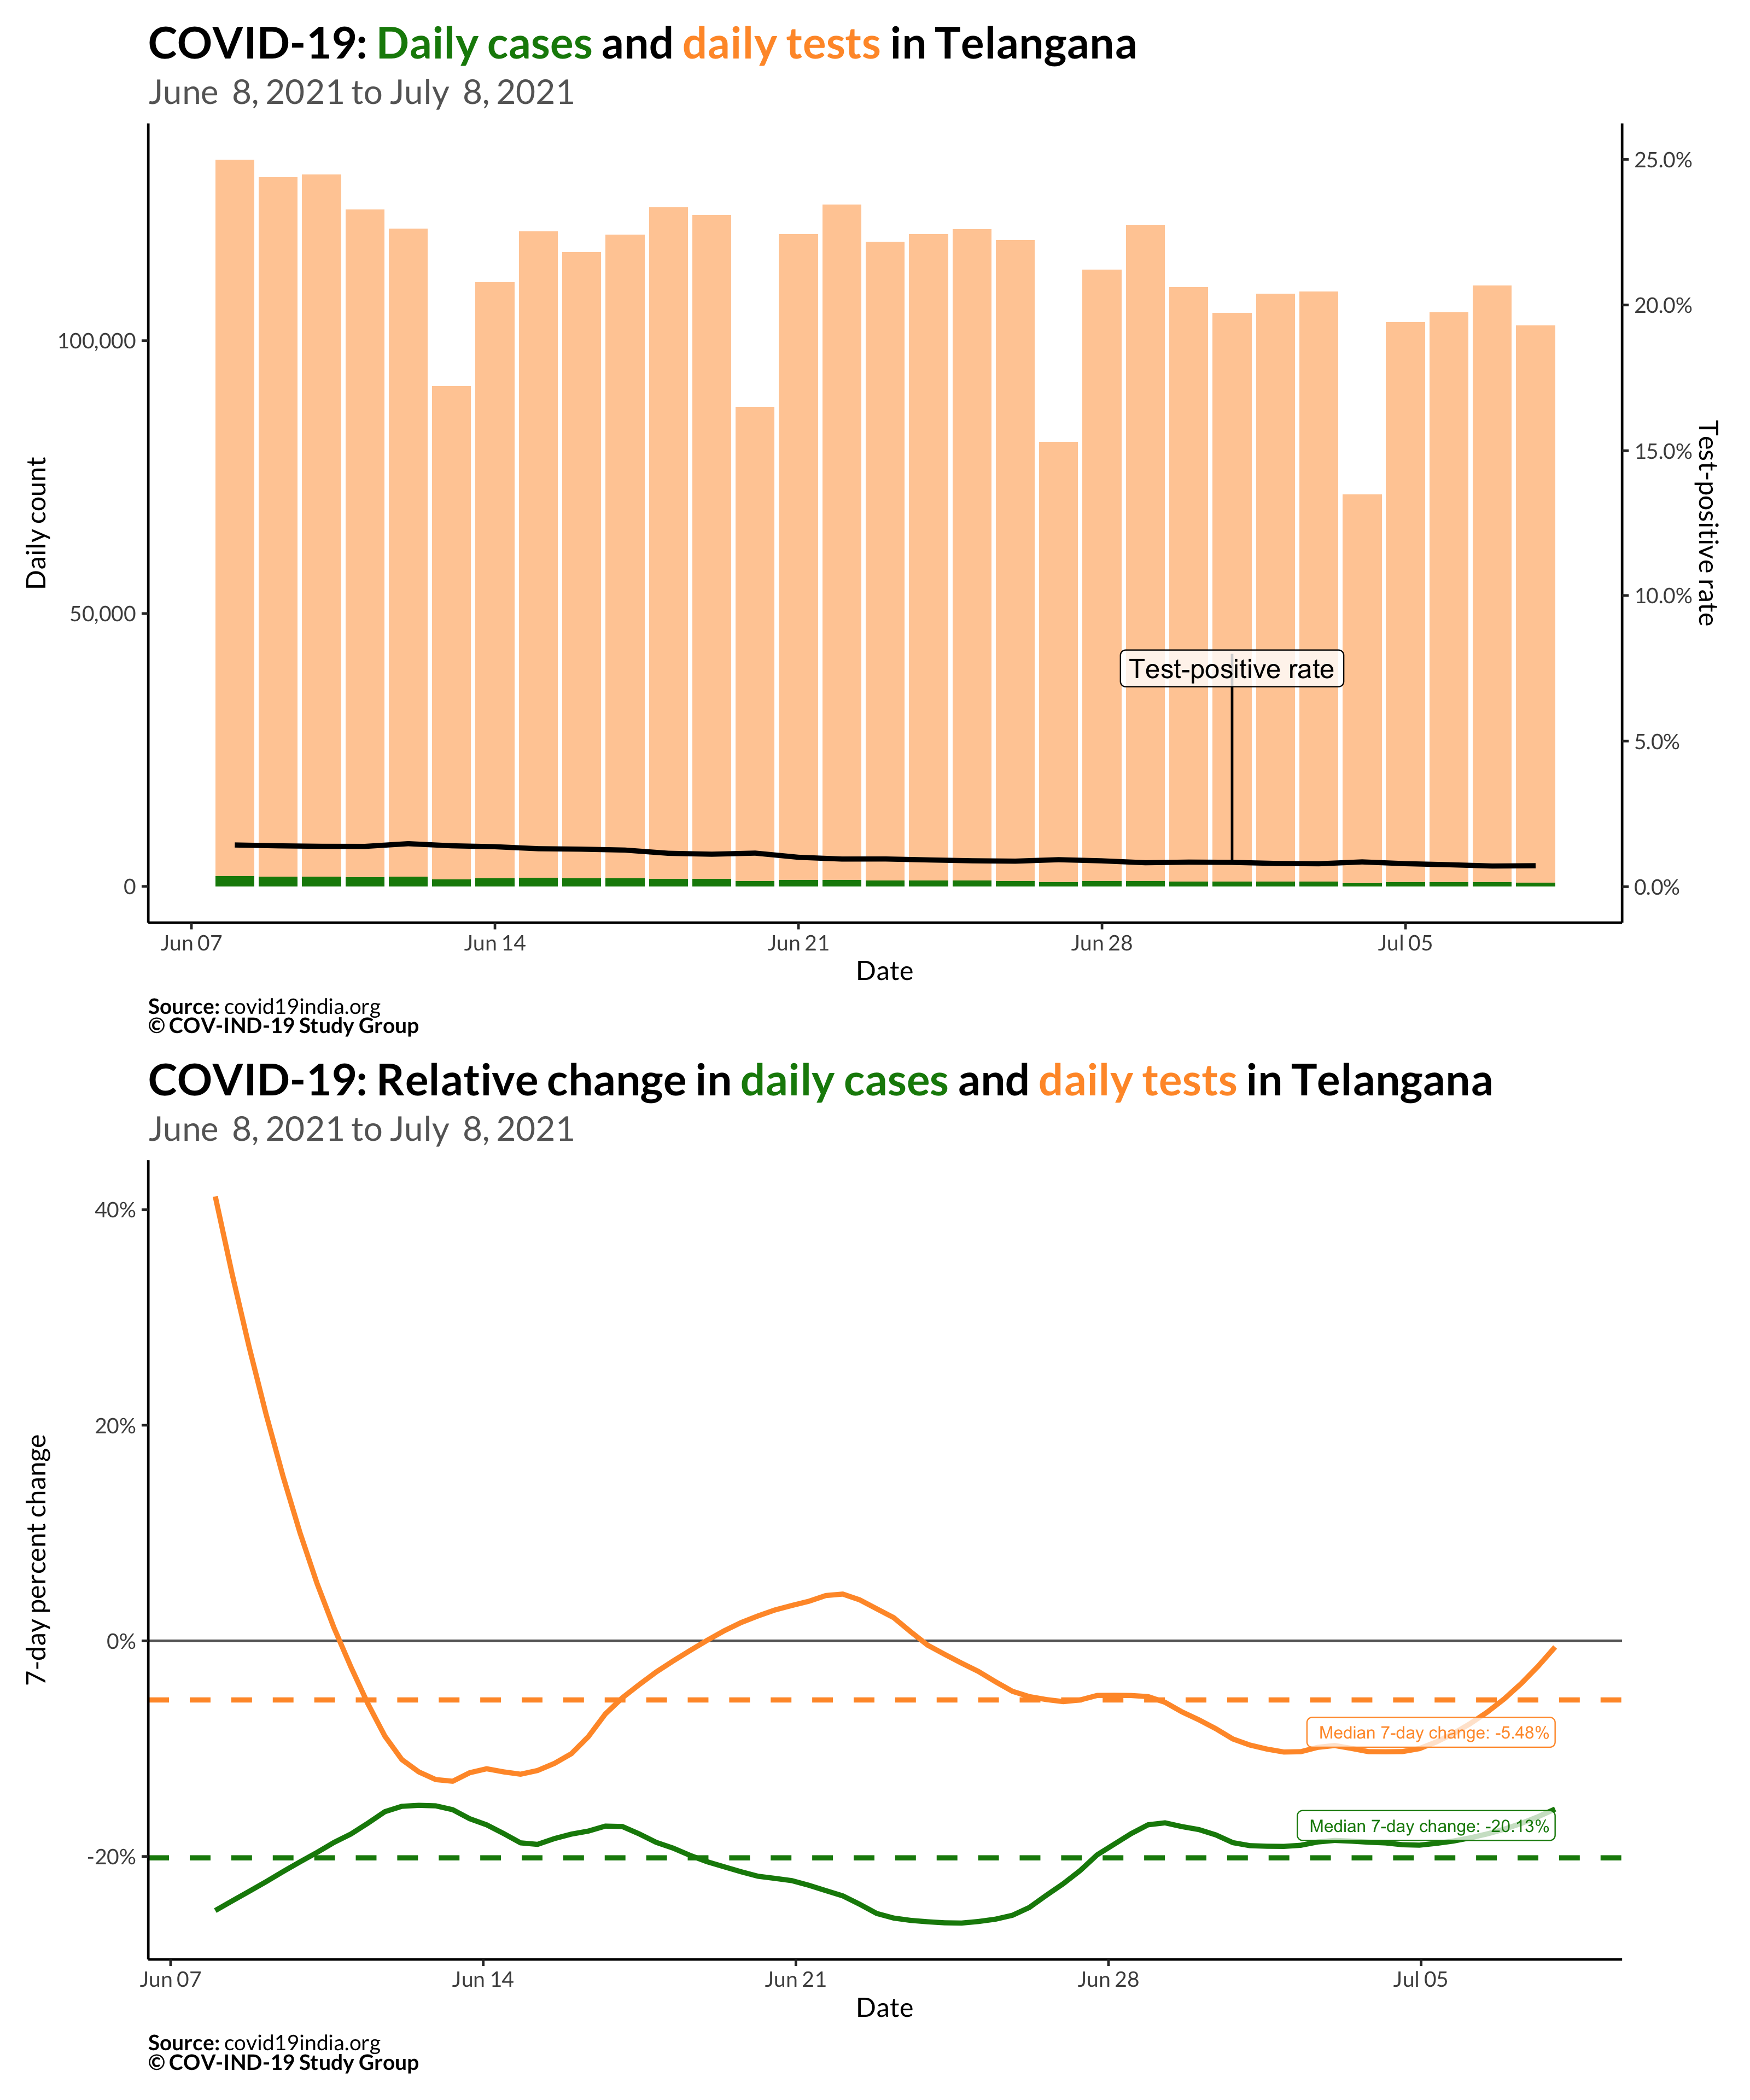 COVID-19: Daily cases and daily tests in Telangana
June  8, 2021 to July  8, 2021
Daily count
100,000
50,000
0
25.0%
20.0%
15.0%
10.0%
5.0%
0.0%
Test-positive rate
Test-positive rate
Jun 07
Jun 14
Jun 21
Jun 28
Jul 05
Date
Source: covid19india.org
© COV-IND-19 Study Group
COVID-19: Relative change in daily cases and daily tests in Telangana
June  8, 2021 to July  8, 2021
7-day percent change
40%
20%
0%
-20%
Median 7-day change: -5.48%
Median 7-day change: -20.13%
Jun 07
Jun 14
Jun 21
Jun 28
Jul 05
Date
Source: covid19india.org
© COV-IND-19 Study Group